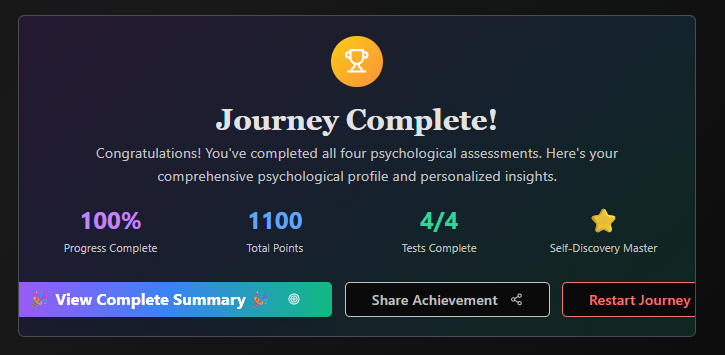 Journey Complete!
Congratulations! You've completed all four psychological assessments. Here's your
comprehensive psychological profile and personalized insights.
100%
Progress Complete
1100
Total Points
4/4
Tests Complete
Self-Discovery Master
View Complete Summary
Share Achievement
Restart Journey